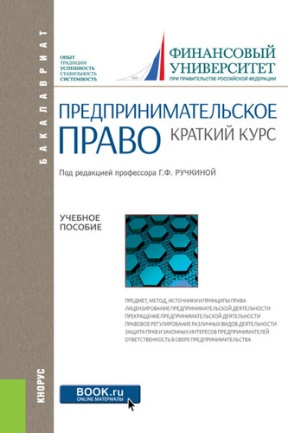 БАКАЛАВРИАТ
ОПЫТ
ТРАДИЦИИ
УСПЕШНОСТЬ
СТАБИЛЬНОСТЬ
СИСТЕМНОСТЬ
ФИНАНСОВЫЙ
УНИВЕРСИТЕТ
ПРИ ПРАВИТЕЛЬСТВЕ РОССИЙСКОЙ ФЕДЕРАЦИИ
ПРЕДПРИНИМАТЕЛЬСКОЕ
ПРАВО КРАТКИЙ КУРС
Под редакцией профессора Г.Ф. РУЧКИНОЙ
УЧЕБНОЕ
ПОСОБИЕ
ПРЕДМЕТ, МЕТОД, ИСТОЧНИКИ И ПРИНЦИПЫ ПРАВА
ЛИЦЕНЗИРОВАНИЕ ПРЕДПРИНИМАТЕЛЬСКОЙ ДЕЯТЕЛЬНОСТИ
ПРЕКРАЩЕНИЕ ПРЕДПРИНИМАТЕЛЬСКОЙ ДЕЯТЕЛЬНОСТИ
ПРАВОВОЕ РЕГУЛИРОВАНИЕ РАЗЛИЧНЫХ ВИДОВ ДЕЯТЕЛЬНОСТИ
ЗАЩИТА ПРАВ И ЗАКОННЫХ ИНТЕРЕСОВ ПРЕДПРИНИМАТЕЛЕЙ
ОТВЕТСТВЕННОСТЬ В СФЕРЕ ПРЕДПРИНИМАТЕЛЬСТВА
КНОРУС
BOOK.ru
ONLINE МАТЕРИАЛЫ